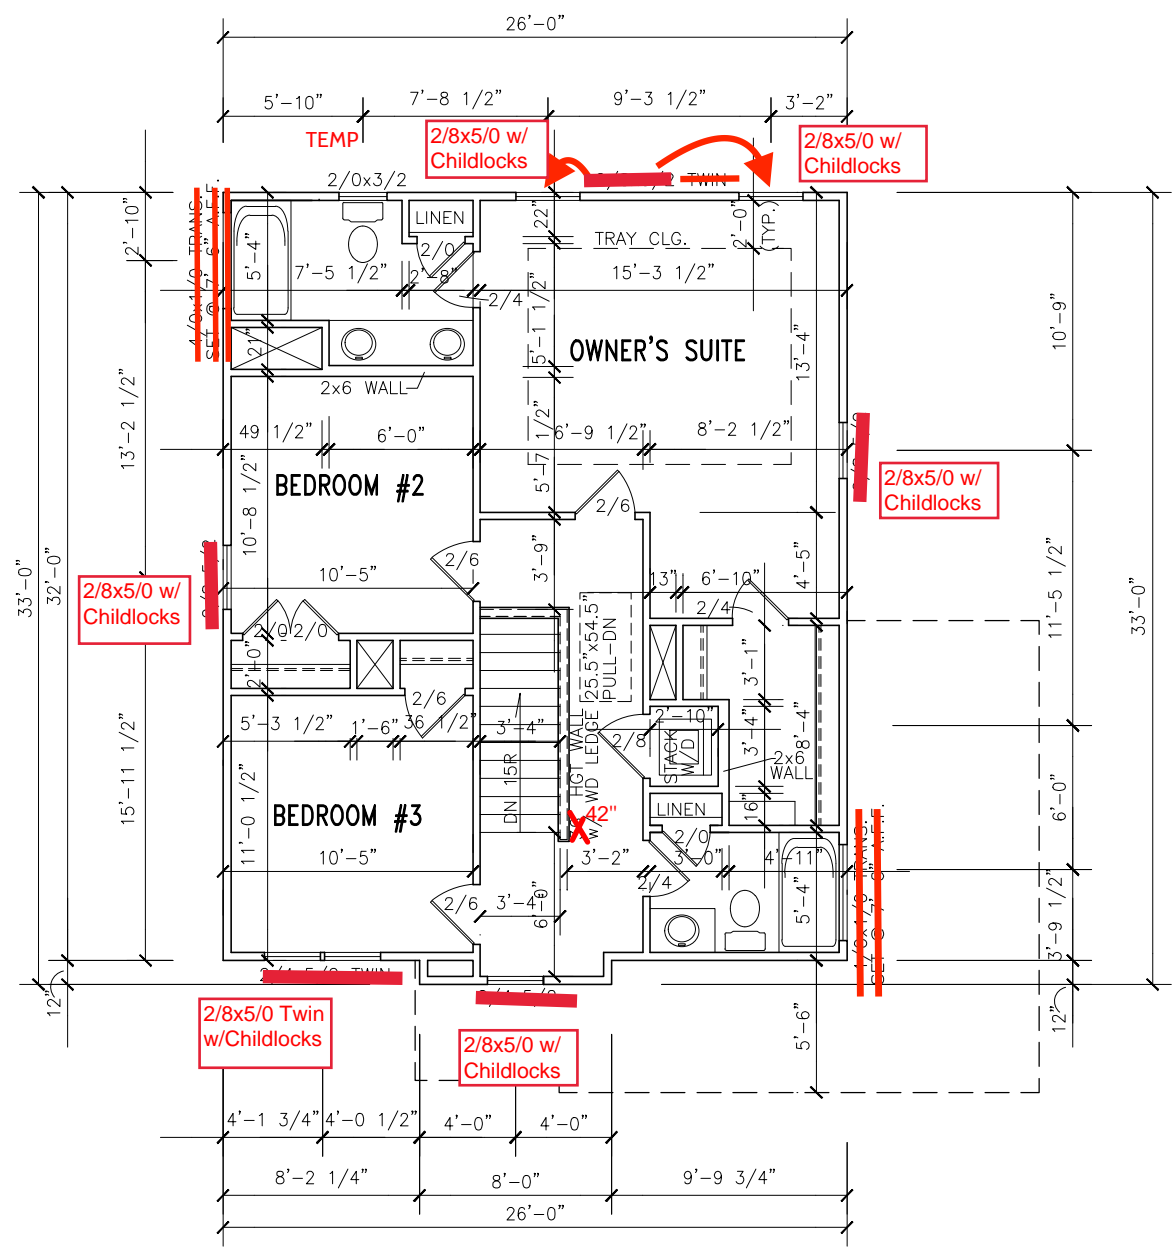 26'-0"
5'-10"
7'-8 1/2"
9'-3 1/2"
3'-2"
TEMP
2/8x5/0 w/
Childlocks
2/8x5/0 w/
Childlocks
2/0x3/2
TWIN
LINEN
22"
2'-0"
(TYP.)
2'-10"
5'-4"
2/0
TRAY CLG.
7'-5 1/2"
2'-8"
2/4
15'-3 1/2"
10'-9"
21"
5'-1 1/2"
OWNER'S SUITE
13'-4"
2x6 WALL
13'-2 1/2"
49 1/2"
6'-0"
6'-9 1/2"
8'-2 1/2"
5'-7 1/2"
BEDROOM #2
10'-8 1/2"
2/6
2/8x5/0 w/
Childlocks
33'-0"
32'-0"
3'-9"
2/6
10'-5"
13"
6'-10"
4'-5"
2/4
11'-5 1/2"
33'-0"
2/8x5/0 w/
Childlocks
2/0
2/0
25.5"x54.5"
PULL-DN
2'-0"
3'-1"
2/6
5'-3 1/2"
1'-6"
36 1/2"
3'-4"
2'-10"
2/8
STACK
W/D
3'-4"
8'-4"
2x6
WALL
HGT WALL
W/ WD LEDGE
DN 15R
15'-11 1/2"
11'-0 1/2"
BEDROOM #3
42"
LINEN
16"
6'-0"
2/0
10'-5"
3'-2"
3'-0"
4'-11"
2/4
2/6
3'-4"
6'-0"
5'-4"
3'-9 1/2"
12"
12"
5'-6"
2/8x5/0 Twin
w/Childlocks
2/8x5/0 w/
Childlocks
4'-1 3/4"
4'-0 1/2"
4'-0"
4'-0"
8'-2 1/4"
8'-0"
9'-9 3/4"
26'-0"